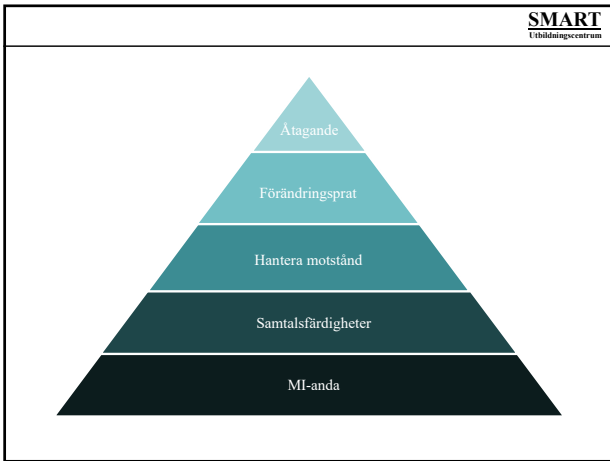 SMART
Utbildningscentrum
Åtagande
Förändringsprat
Hantera motstånd
Samtalsfärdigheter
MI-anda